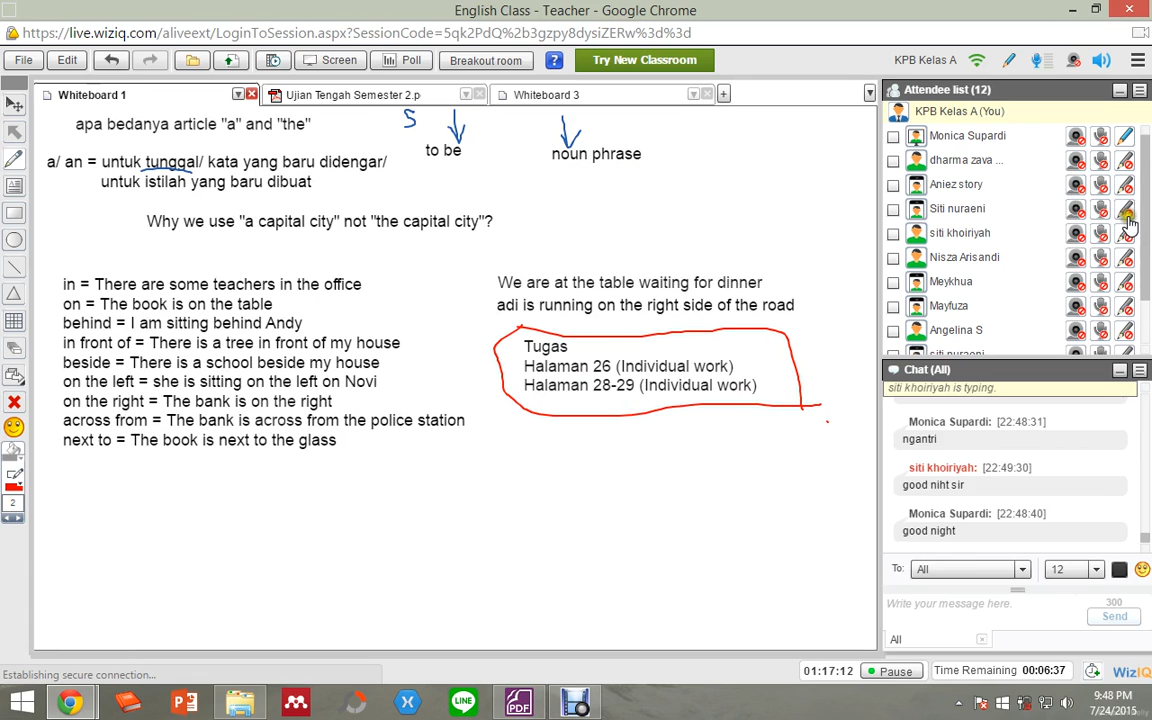 English Class - Teacher - Google Chrome
https://live.wiziq.com/aliveext/LoginToSession.aspx?SessionCode=5qk2PdQ%2b3gzpy8dysiZERw%3d%3d
File Edit Screen Poll Breakout room ? Try New Classroom KPB Kelas A
Whiteboard 1 Ujian Tengah Semester 2.p Whiteboard 3
apa bedanya article "a" and "the"
S
to be
noun phrase
a/ an = untuk tunggal/ kata yang baru didengar/
untuk istilah yang baru dibuat
Why we use "a capital city" not "the capital city"?
in = There are some teachers in the office
on = The book is on the table
behind = I am sitting behind Andy
in front of = There is a tree in front of my house
beside = There is a school beside my house
on the left = she is sitting on the left on Novi
on the right = The bank is on the right
across from = The bank is across from the police station
next to = The book is next to the glass
We are at the table waiting for dinner
adi is running on the right side of the road
Tugas
Halaman 26 (Individual work)
Halaman 28-29 (Individual work)
2
Attendee list (12)
KPB Kelas A (You)
Monica Supardi
dharma zava ...
Aniez story
Siti nuraeni
siti khoiriyah
Nisza Arisandi
Meykhua
Mayfuza
Angelina S
siti nuraeni
Chat (All)
siti khoiriyah is typing.
Monica Supardi: [22:48:31]
ngantri
siti khoiriyah: [22:49:30]
good niht sir
Monica Supardi: [22:48:40]
good night
To: All 12
Write your message here.
300
Send
All
Establishing secure connection...
01:17:12 Pause Time Remaining 00:06:37 WizIQ
LINE PDF
9:48 PM
7/24/2015